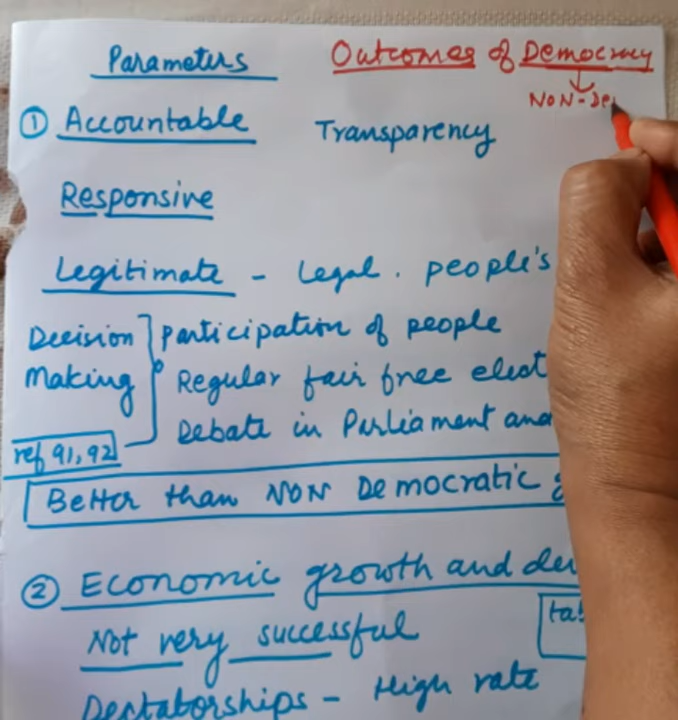 Parameters Outcomes of Democracy
NON-De
① Accountable Transparency
Responsive
Legitimate - Legal. people's
Decision participation of people
Making Regular fair free elect
Debate in Parliament and
ref 91, 92
Better than NON Democratic
② Economic growth and de
Not very successful
Dectatorships - High rate